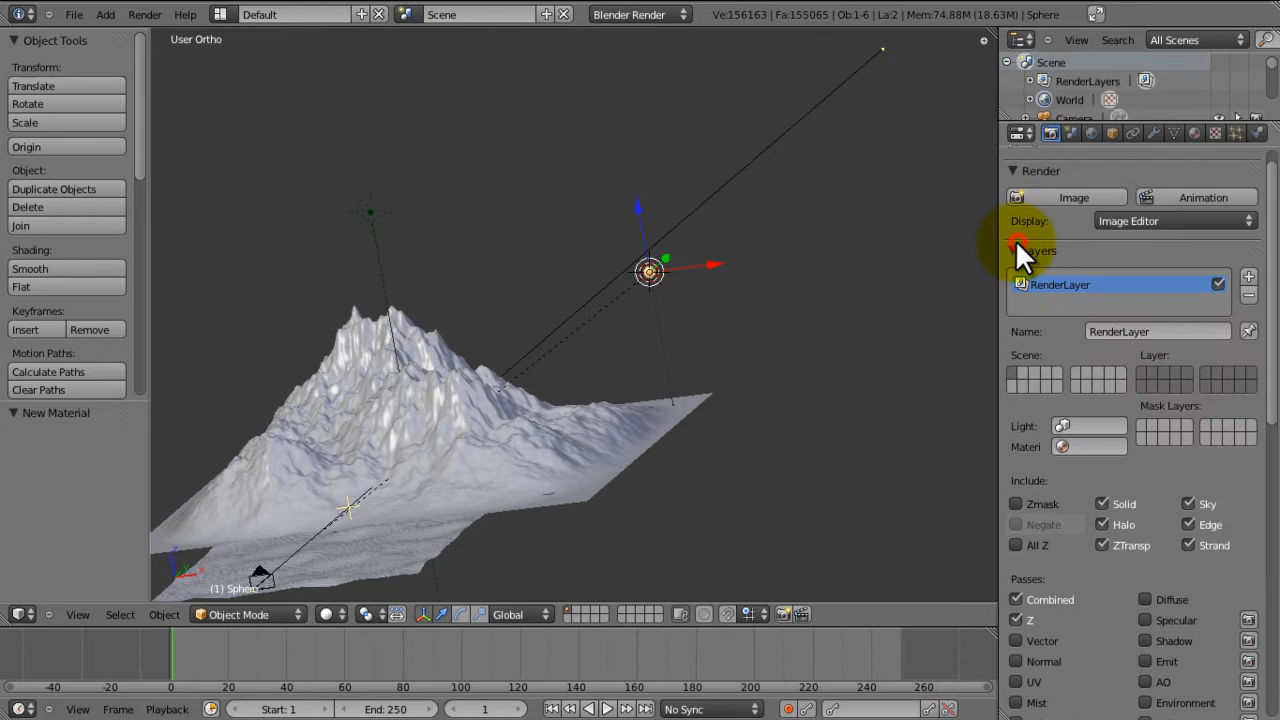 File Add Render Help Default Scene Blender Render Ve:156163 | Fa:155065 | Ob:1-6 | La:2 | Mem:74.88M (18.63M) | Sphere
Object Tools
Transform:
Translate
Rotate
Scale
Origin
Object:
Duplicate Objects
Delete
Join
Shading:
Smooth
Flat
Keyframes:
Insert Remove
Motion Paths:
Calculate Paths
Clear Paths
New Material
User Ortho
(1) Sphere
View Select Object Object Mode Global
-40 -20 0 20 40 60 80 100 120 140 160 180 200 220 240 260
View Frame Playback Start: 1 End: 250 1 No Sync
View Search All Scenes
Scene
RenderLayers |
World |
Camera
Render
Image Animation
Display: Image Editor
RenderLayer
Name: RenderLayer
Scene: Layer:
Mask Layers:
Light:
Materi
Include:
Zmask Solid Sky
Negate Halo Edge
All Z ZTransp Strand
Passes:
Combined Diffuse
Z Specular
Vector Shadow
Normal Emit
UV AO
Mist Environment